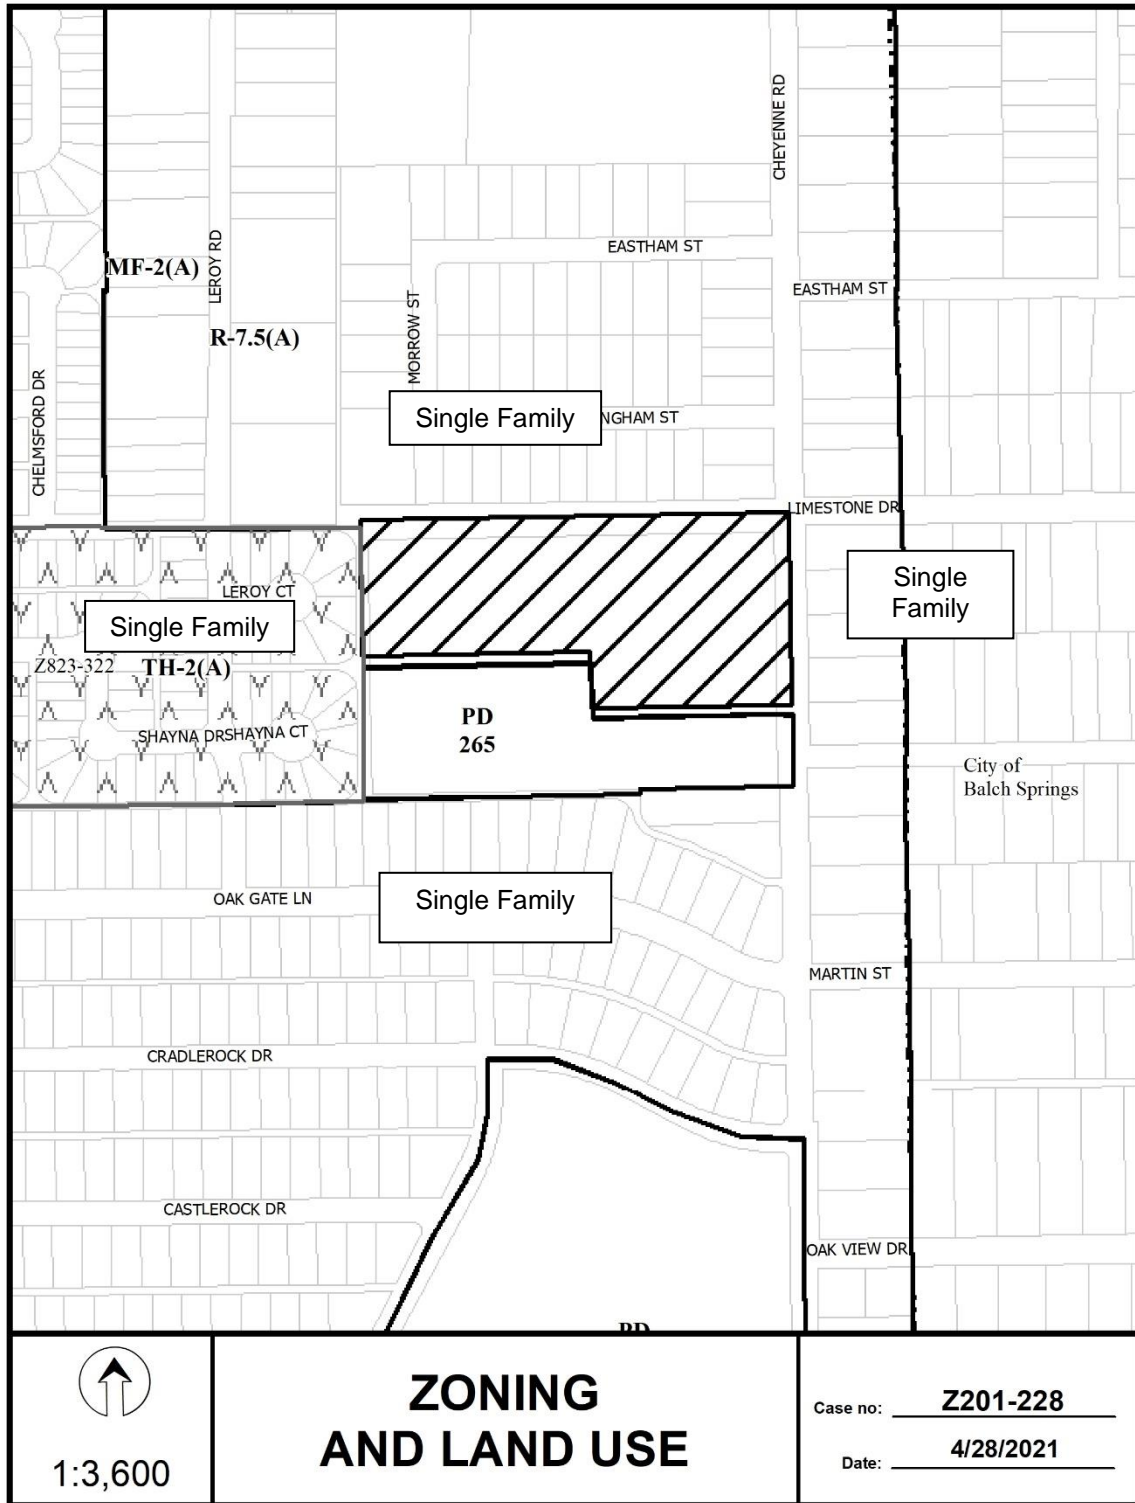 CHEYENNE RD
EASTHAM ST
LEROY RD
MF-2(A)
EASTHAM ST
R-7.5(A)
MORROW ST
CHELMSFORD DR
Single Family
NGHAM ST
LIMESTONE DR
Single
Family
LEROY CT
Single Family
Z823-322
TH-2(A)
PD
265
SHAYNA DR
SHAYNA CT
City of
Balch Springs
Single Family
OAK GATE LN
MARTIN ST
CRADLEROCK DR
CASTLEROCK DR
OAK VIEW DR
PD
1:3,600
ZONING
AND LAND USE
Case no: Z201-228
Date: 4/28/2021